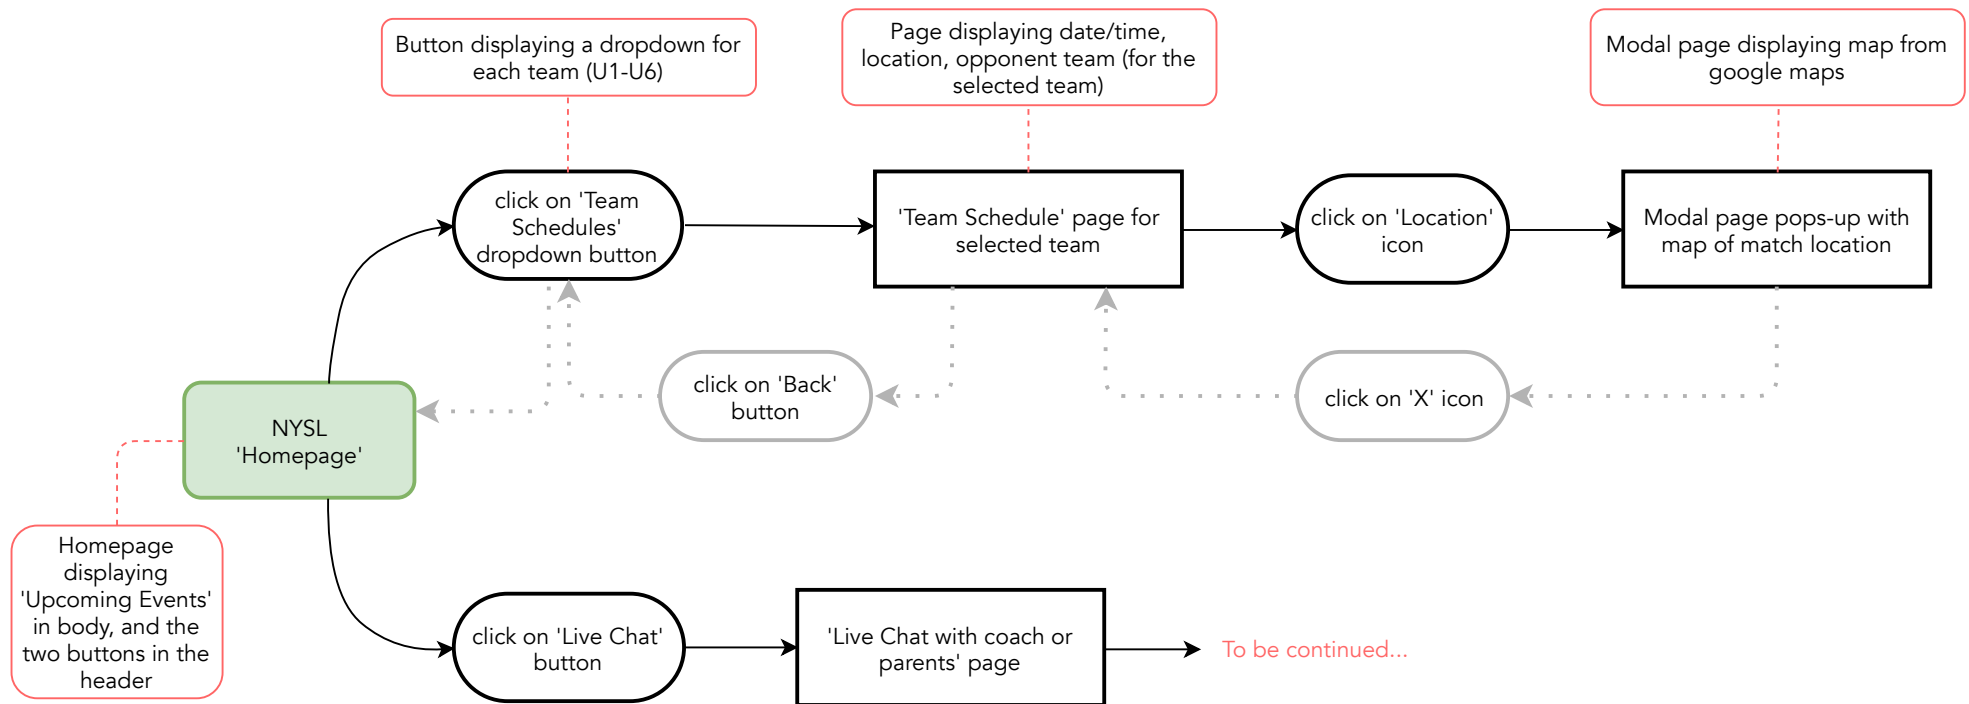 Button displaying a dropdown for
each team (U1-U6)
Page displaying date/time,
location, opponent team (for the
selected team)
Modal page displaying map from
google maps
click on 'Team
Schedules'
dropdown button
'Team Schedule' page for
selected team
click on 'Location'
icon
Modal page pops-up with
map of match location
click on 'Back'
button
click on 'X' icon
NYSL
'Homepage'
Homepage
displaying
'Upcoming Events'
in body, and the
two buttons in the
header
click on 'Live Chat'
button
'Live Chat with coach or
parents' page
To be continued...